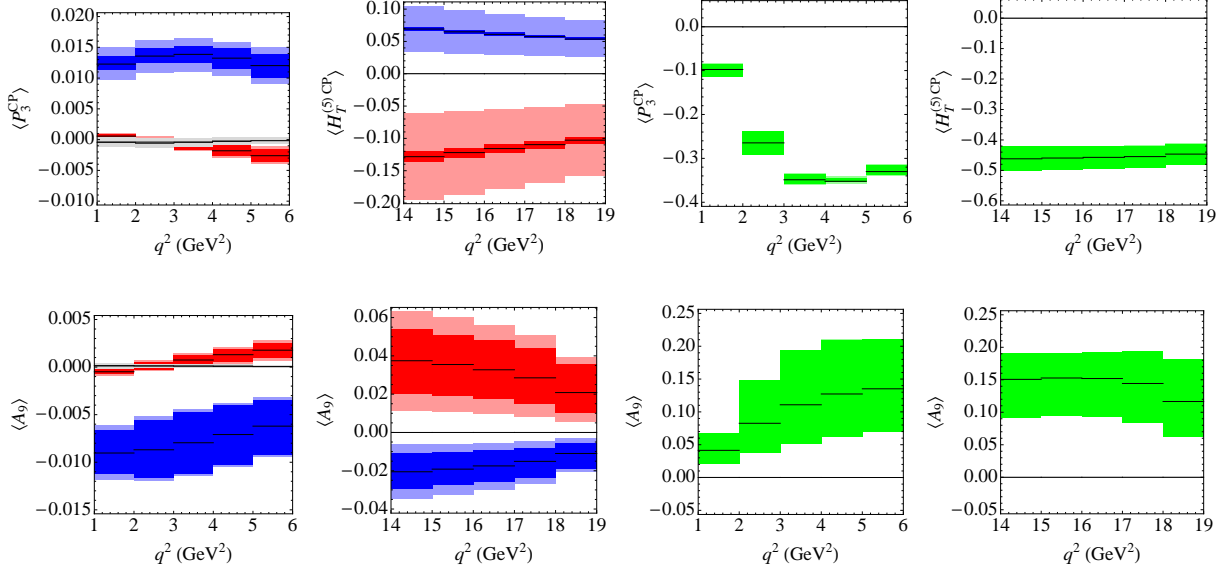 ⟨P₃^CP⟩
0.020
0.015
0.010
0.005
0.000
−0.005
−0.010
1 2 3 4 5 6
q² (GeV²)
⟨H_T^(5) CP⟩
0.10
0.05
0.00
−0.05
−0.10
−0.15
−0.20
14 15 16 17 18 19
q² (GeV²)
⟨P₃^CP⟩
0.0
−0.1
−0.2
−0.3
−0.4
1 2 3 4 5 6
q² (GeV²)
⟨H_T^(5) CP⟩
0.0
−0.1
−0.2
−0.3
−0.4
−0.5
−0.6
14 15 16 17 18 19
q² (GeV²)
⟨A₉⟩
0.005
0.000
−0.005
−0.010
−0.015
1 2 3 4 5 6
q² (GeV²)
⟨A₉⟩
0.06
0.04
0.02
0.00
−0.02
−0.04
14 15 16 17 18 19
q² (GeV²)
⟨A₉⟩
0.25
0.20
0.15
0.10
0.05
0.00
−0.05
1 2 3 4 5 6
q² (GeV²)
⟨A₉⟩
0.25
0.20
0.15
0.10
0.05
0.00
−0.05
14 15 16 17 18 19
q² (GeV²)